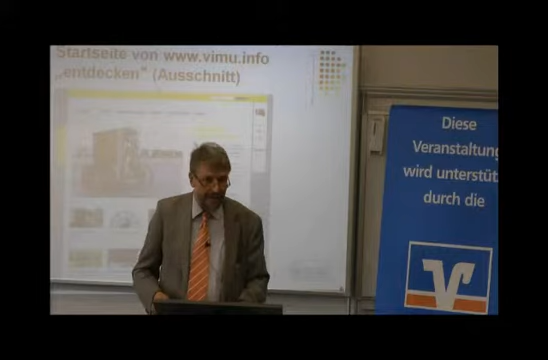 Startseite von www.vimu.info
„entdecken“ (Ausschnitt)
Diese
Veranstaltung
wird unterstüt
durch die